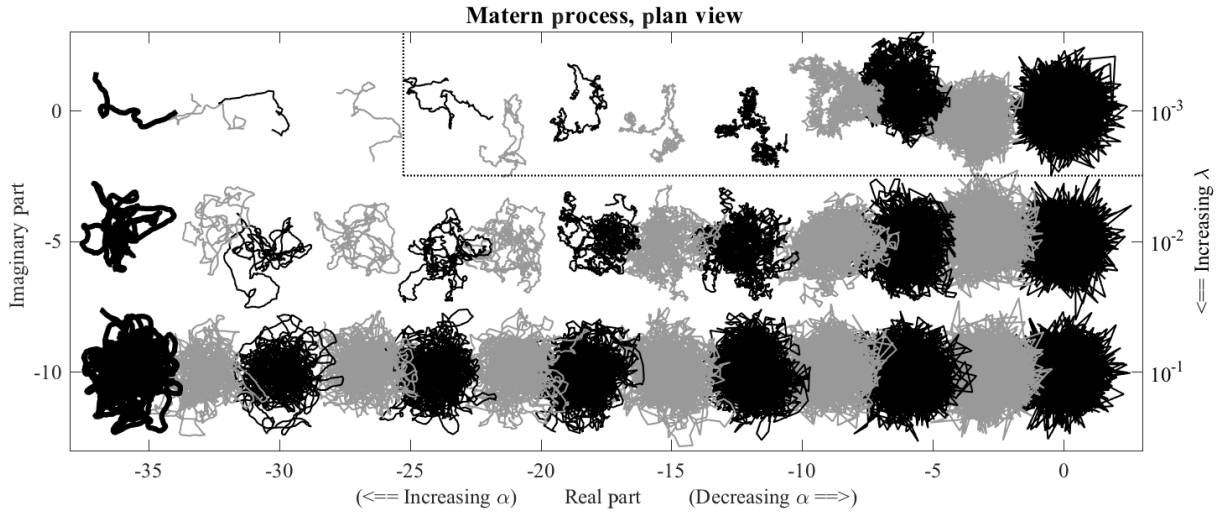 Matern process, plan view
Imaginary part
0
-5
-10
10^-3
10^-2
10^-1
<== Increasing λ
-35 -30 -25 -20 -15 -10 -5 0
(<== Increasing α) Real part (Decreasing α ==>)